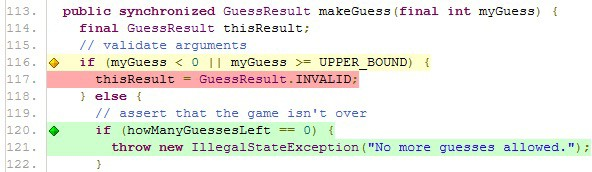 113. public synchronized GuessResult makeGuess(final int myGuess) {
114. final GuessResult thisResult;
115. // validate arguments
116. if (myGuess < 0 || myGuess >= UPPER_BOUND) {
117. thisResult = GuessResult.INVALID;
118. } else {
119. // assert that the game isn't over
120. if (howManyGuessesLeft == 0) {
121. throw new IllegalStateException("No more guesses allowed.");
122. }